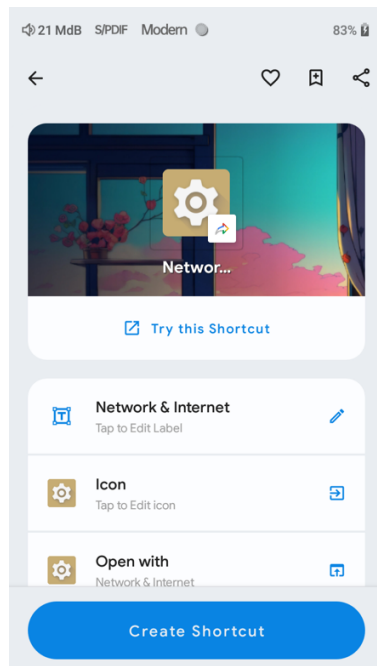 21 MdB S/PDIF Modem 83%
Networ...
Try this Shortcut
Network & Internet
Tap to Edit Label
Icon
Tap to Edit icon
Open with
Network & Internet
Create Shortcut